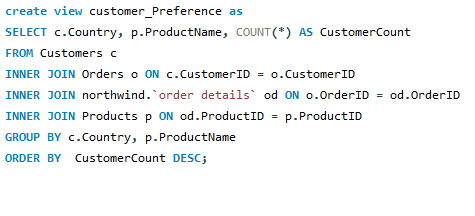 create view customer_Preference as
SELECT c.Country, p.ProductName, COUNT(*) AS CustomerCount
FROM Customers c
INNER JOIN Orders o ON c.CustomerID = o.CustomerID
INNER JOIN northwind.`order details` od ON o.OrderID = od.OrderID
INNER JOIN Products p ON od.ProductID = p.ProductID
GROUP BY c.Country, p.ProductName
ORDER BY  CustomerCount DESC;